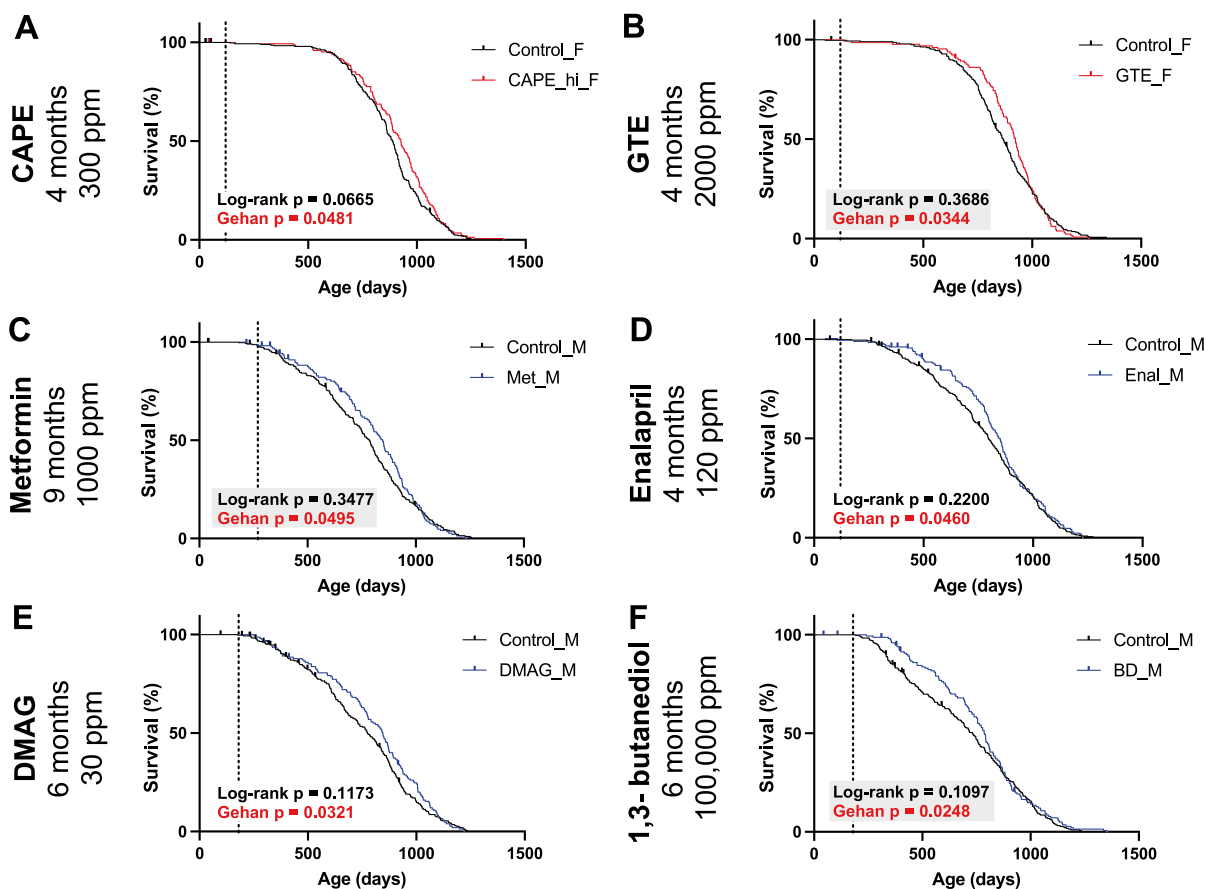 A
CAPE
4 months
300 ppm
Survival (%)
100
50
0
Control_F
CAPE_hi_F
Log-rank p = 0.0665
Gehan p = 0.0481
0 500 1000 1500
Age (days)
B
GTE
4 months
2000 ppm
Survival (%)
100
50
0
Control_F
GTE_F
Log-rank p = 0.3686
Gehan p = 0.0344
0 500 1000 1500
Age (days)
C
Metformin
9 months
1000 ppm
Survival (%)
100
50
0
Control_M
Met_M
Log-rank p = 0.3477
Gehan p = 0.0495
0 500 1000 1500
Age (days)
D
Enalapril
4 months
120 ppm
Survival (%)
100
50
0
Control_M
Enal_M
Log-rank p = 0.2200
Gehan p = 0.0460
0 500 1000 1500
Age (days)
E
DMAG
6 months
30 ppm
Survival (%)
100
50
0
Control_M
DMAG_M
Log-rank p = 0.1173
Gehan p = 0.0321
0 500 1000 1500
Age (days)
F
1,3- butanediol
6 months
100,000 ppm
Survival (%)
100
50
0
Control_M
BD_M
Log-rank p = 0.1097
Gehan p = 0.0248
0 500 1000 1500
Age (days)